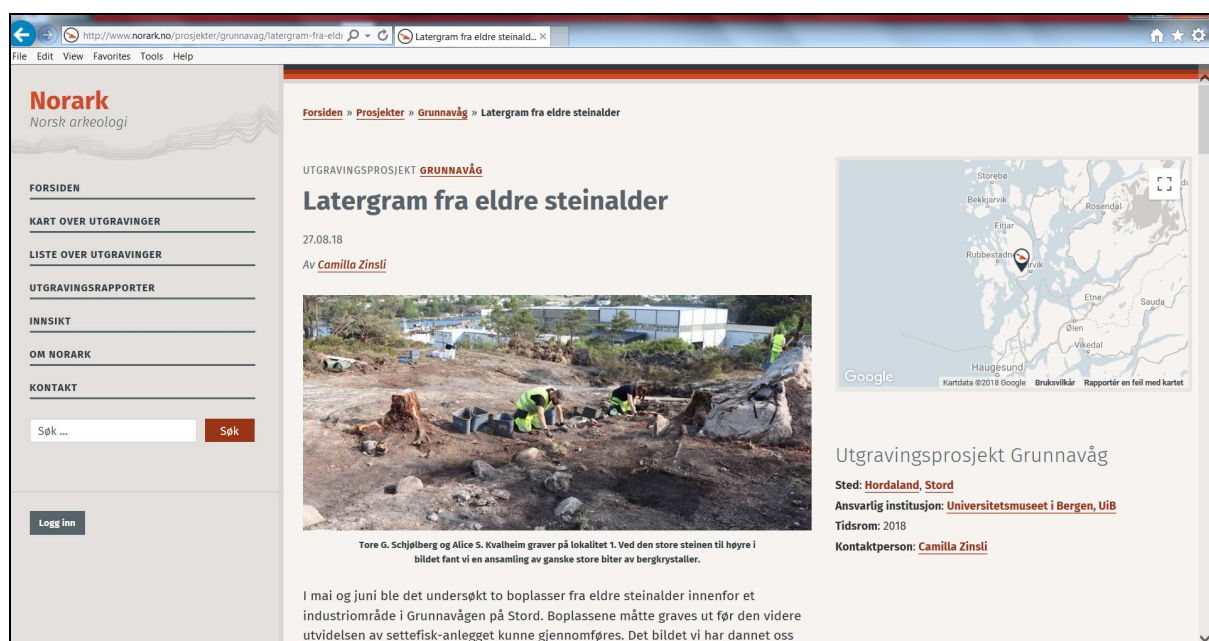 http://www.norark.no/prosjekter/grunnavag/latergram-fra-eld
Latergram fra eldre steinald...
File Edit View Favorites Tools Help
Norark
Norsk arkeologi
FORSIDEN
KART OVER UTGRAVINGER
LISTE OVER UTGRAVINGER
UTGRAVINGSRAPPORTER
INNSIKT
OM NORARK
KONTAKT
Søk ...
Søk
Logg inn
Forsiden » Prosjekter » Grunnavåg » Latergram fra eldre steinalder
UTGRAVINGSPROSJEKT GRUNNAVÅG
Latergram fra eldre steinalder
27.08.18
Av Camilla Zinsli
Tore G. Schjølberg og Alice S. Kvalheim graver på lokalitet 1. Ved den store steinen til høyre i
bildet fant vi en ansamling av ganske store biter av bergkrystaller.
I mai og juni ble det undersøkt to boplasser fra eldre steinalder innenfor et
industriområde i Grunnavågen på Stord. Boplassene måtte graves ut før den videre
utvidelsen av settefisk-anlegget kunne gjennomføres. Det bildet vi har dannet oss
Storebø
Bekkjarvik
Rosendal
Fitjar
Rubbestadn
rvik
Etne
Sauda
Ølen
Vikedal
Haugesund
Google
Kartdata ©2018 Google Bruksvilkår Rapportér en feil med kartet
Utgravingsprosjekt Grunnavåg
Sted: Hordaland, Stord
Ansvarlig institusjon: Universitetsmuseet i Bergen, UiB
Tidsrom: 2018
Kontaktperson: Camilla Zinsli